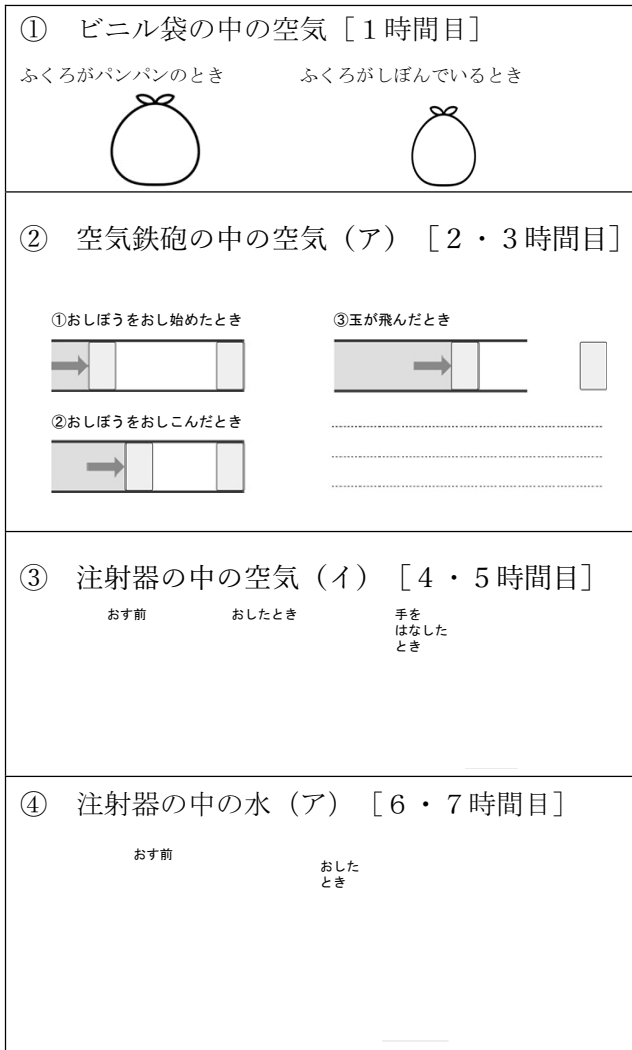 ① ビニル袋の中の空気［１時間目］
ふくろがパンパンのとき
ふくろがしぼんでいるとき
② 空気鉄砲の中の空気（ア）［２・３時間目］
①おしぼうをおし始めたとき
③玉が飛んだとき
②おしぼうをおしこんだとき
③ 注射器の中の空気（イ）［４・５時間目］
おす前
おしたとき
手を
はなした
とき
④ 注射器の中の水（ア）［６・７時間目］
おす前
おした
とき